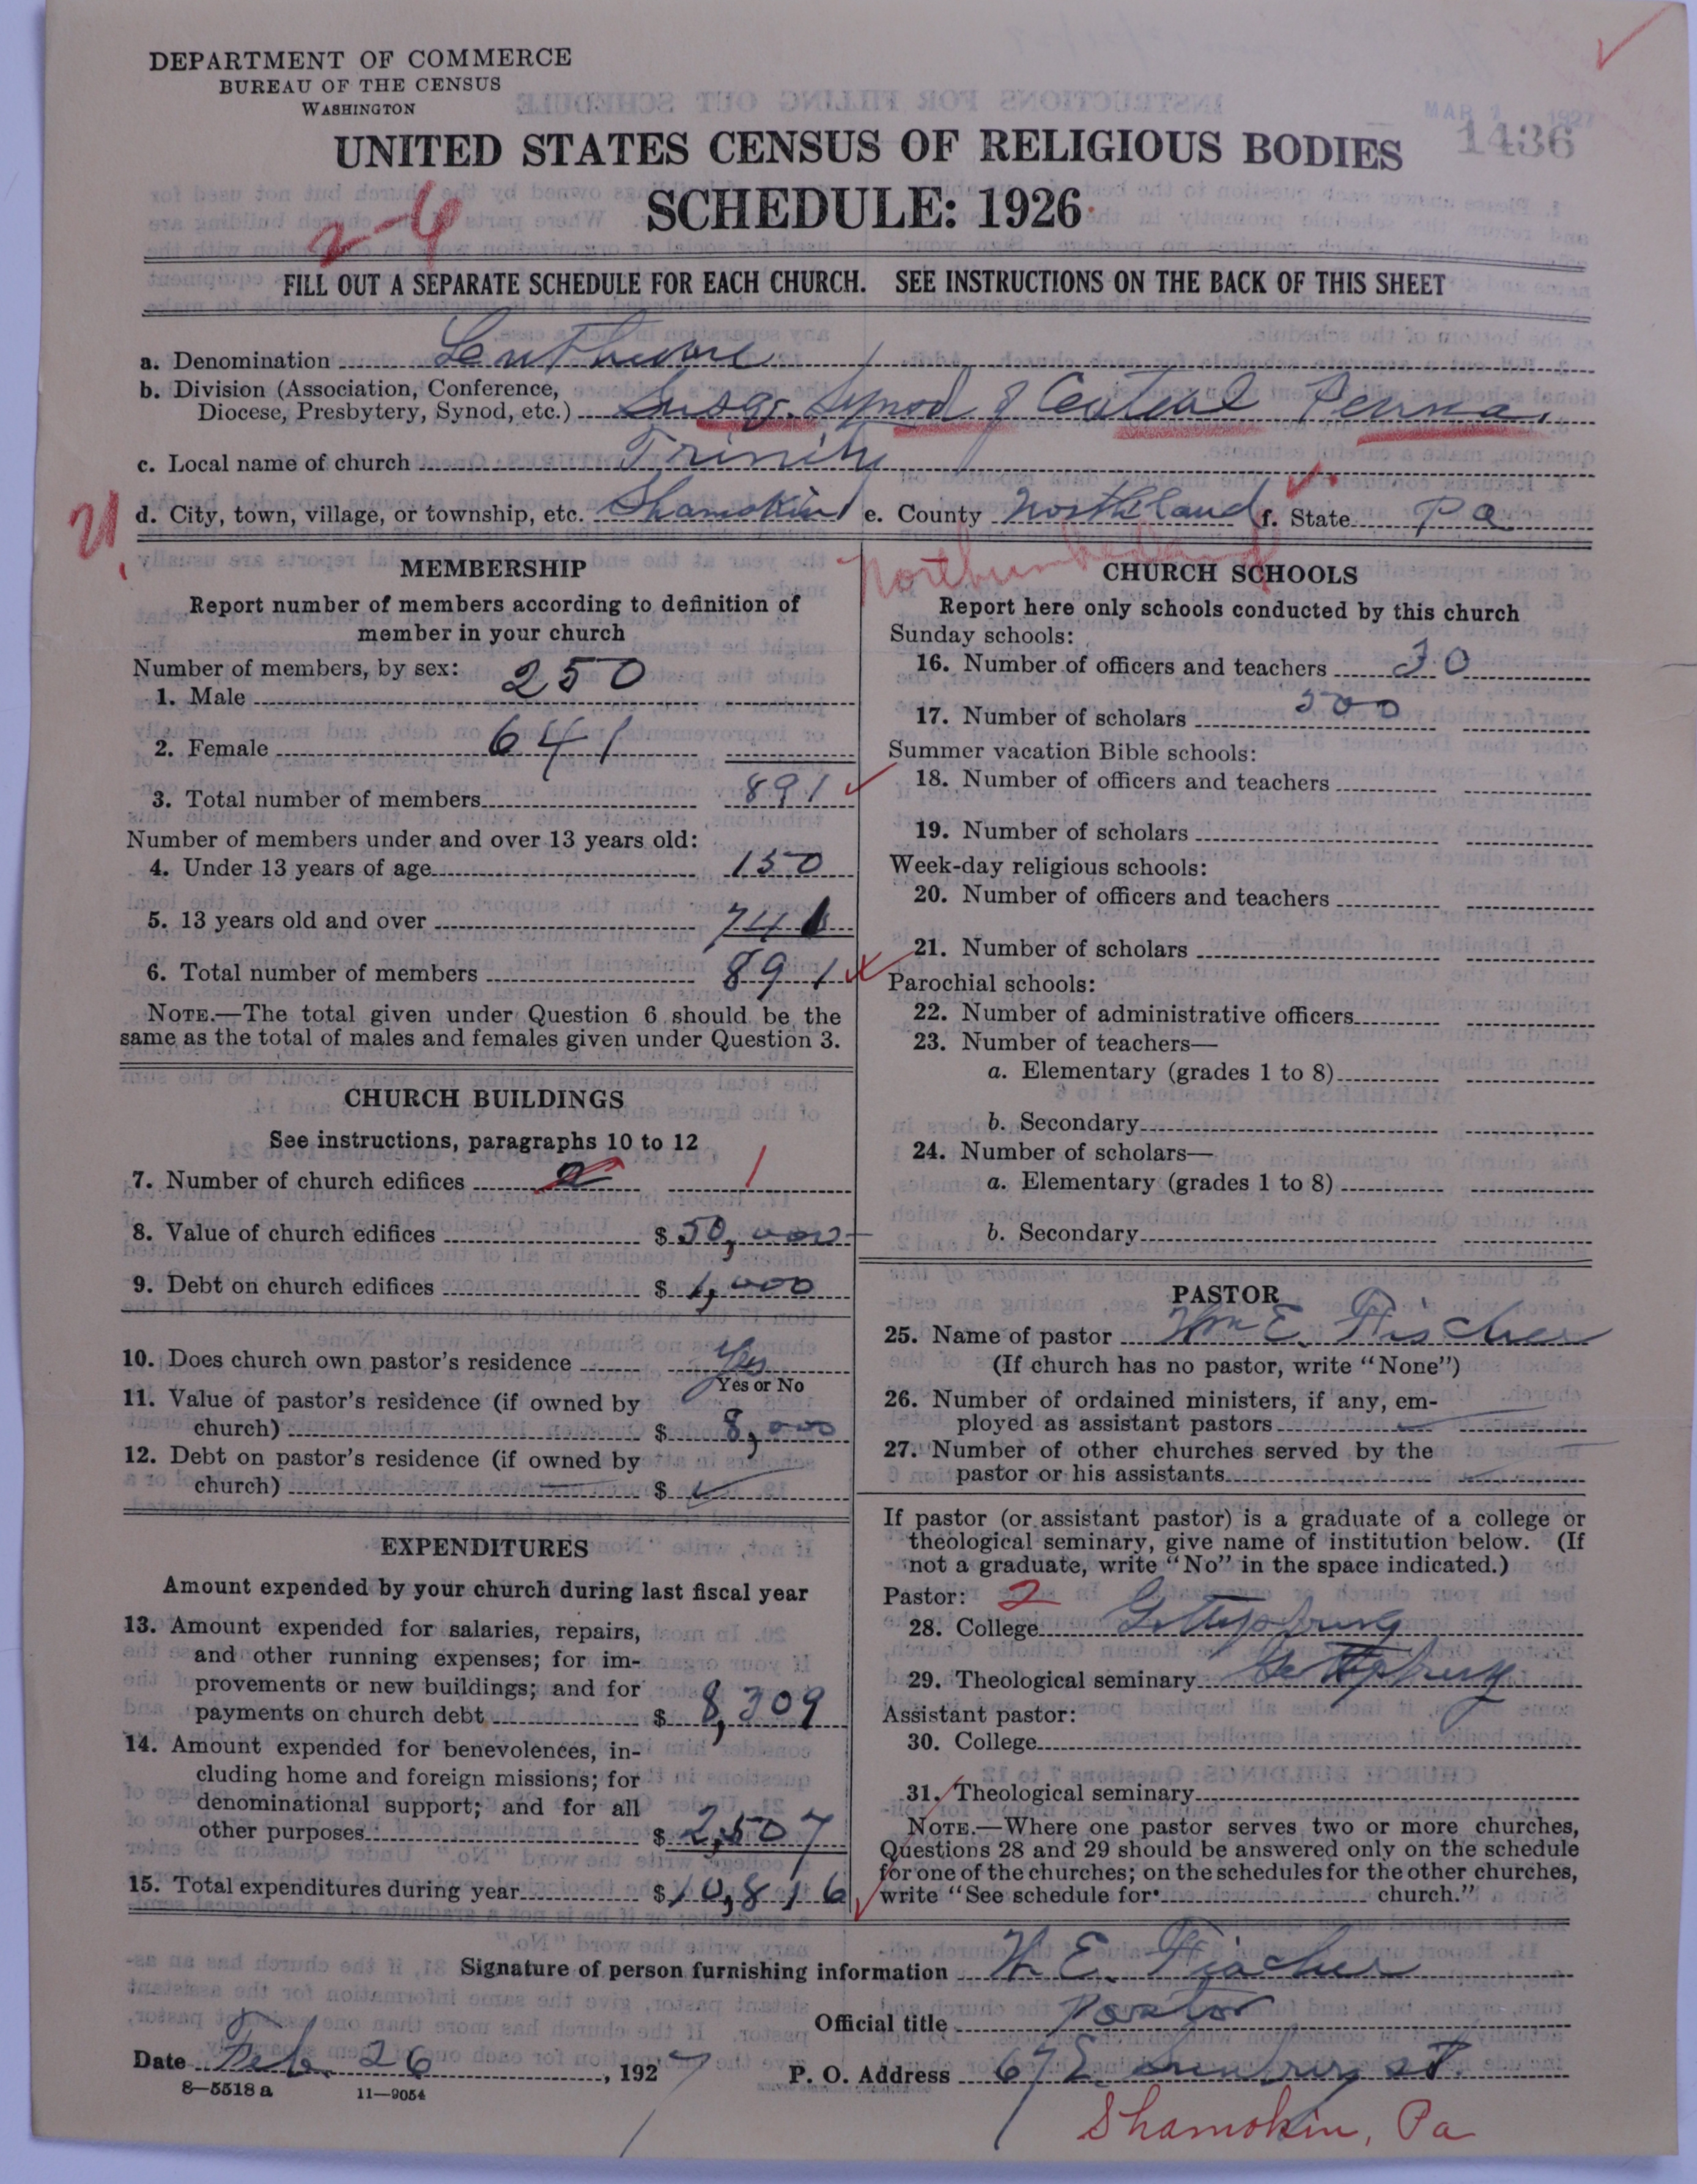 DEPARTMENT OF COMMERCE
BUREAU OF THE CENSUS
WASHINGTON
MAR 1927
1436
UNITED STATES CENSUS OF RELIGIOUS BODIES
SCHEDULE: 1926
2-4
FILL OUT A SEPARATE SCHEDULE FOR EACH CHURCH. SEE INSTRUCTIONS ON THE BACK OF THIS SHEET
a. Denomination Lutheran
b. Division (Association, Conference,
Diocese, Presbytery, Synod, etc.) Susq. Synod of Central Penna.
c. Local name of church Trinity
d. City, town, village, or township, etc. Shamokin e. County North'land f. State Pa
Northumberland
MEMBERSHIP
Report number of members according to definition of
member in your church
Number of members, by sex:
1. Male 250
2. Female 641
3. Total number of members 891
Number of members under and over 13 years old:
4. Under 13 years of age 150
5. 13 years old and over 741
6. Total number of members 891
NOTE.—The total given under Question 6 should be the
same as the total of males and females given under Question 3.
CHURCH BUILDINGS
See instructions, paragraphs 10 to 12
7. Number of church edifices 2 1
8. Value of church edifices $ 50,000
9. Debt on church edifices $ 1,000
10. Does church own pastor's residence Yes
Yes or No
11. Value of pastor's residence (if owned by
church) $ 8,000
12. Debt on pastor's residence (if owned by
church) $
EXPENDITURES
Amount expended by your church during last fiscal year
13. Amount expended for salaries, repairs,
and other running expenses; for im-
provements or new buildings; and for
payments on church debt $ 8,309
14. Amount expended for benevolences, in-
cluding home and foreign missions; for
denominational support; and for all
other purposes $ 2,507
15. Total expenditures during year $ 10,816
CHURCH SCHOOLS
Report here only schools conducted by this church
Sunday schools:
16. Number of officers and teachers 30
17. Number of scholars 500
Summer vacation Bible schools:
18. Number of officers and teachers
19. Number of scholars
Week-day religious schools:
20. Number of officers and teachers
21. Number of scholars
Parochial schools:
22. Number of administrative officers
23. Number of teachers—
a. Elementary (grades 1 to 8)
b. Secondary
24. Number of scholars—
a. Elementary (grades 1 to 8)
b. Secondary
PASTOR
25. Name of pastor Wm E. Fischer
(If church has no pastor, write "None")
26. Number of ordained ministers, if any, em-
ployed as assistant pastors
27. Number of other churches served by the
pastor or his assistants
If pastor (or assistant pastor) is a graduate of a college or
theological seminary, give name of institution below. (If
not a graduate, write "No" in the space indicated.)
Pastor: 2
28. College Gettysburg
29. Theological seminary Gettysburg
Assistant pastor:
30. College
31. Theological seminary
NOTE.—Where one pastor serves two or more churches,
Questions 28 and 29 should be answered only on the schedule
for one of the churches; on the schedules for the other churches,
write "See schedule for church."
Signature of person furnishing information W E. Fischer
Official title Pastor
Date Feb. 26, 1927 P. O. Address 67 E. Sunbury St.
8—5518 a 11—9054
Shamokin, Pa